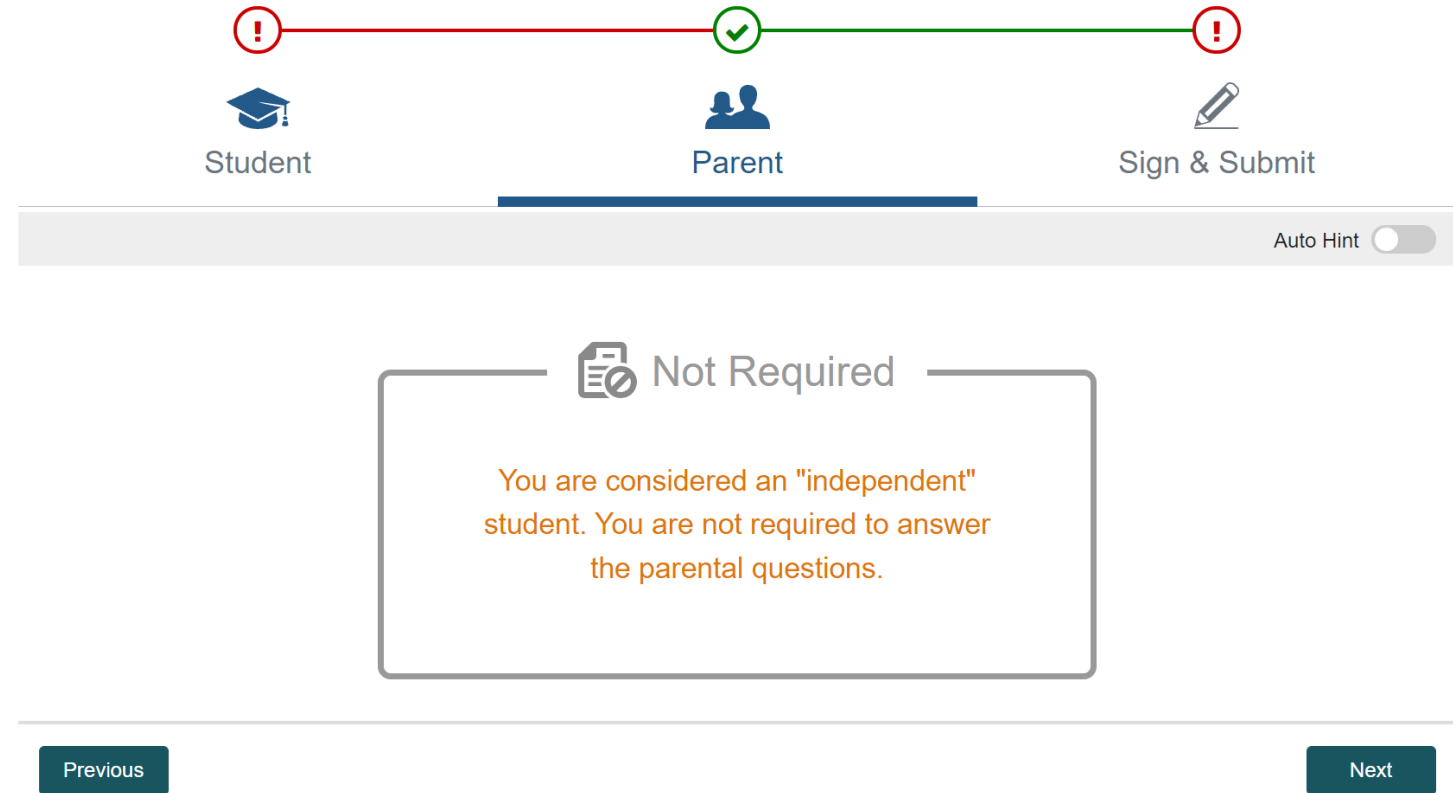 Student
Parent
Sign & Submit
Auto Hint
Not Required
You are considered an "independent"
student. You are not required to answer
the parental questions.
Previous
Next